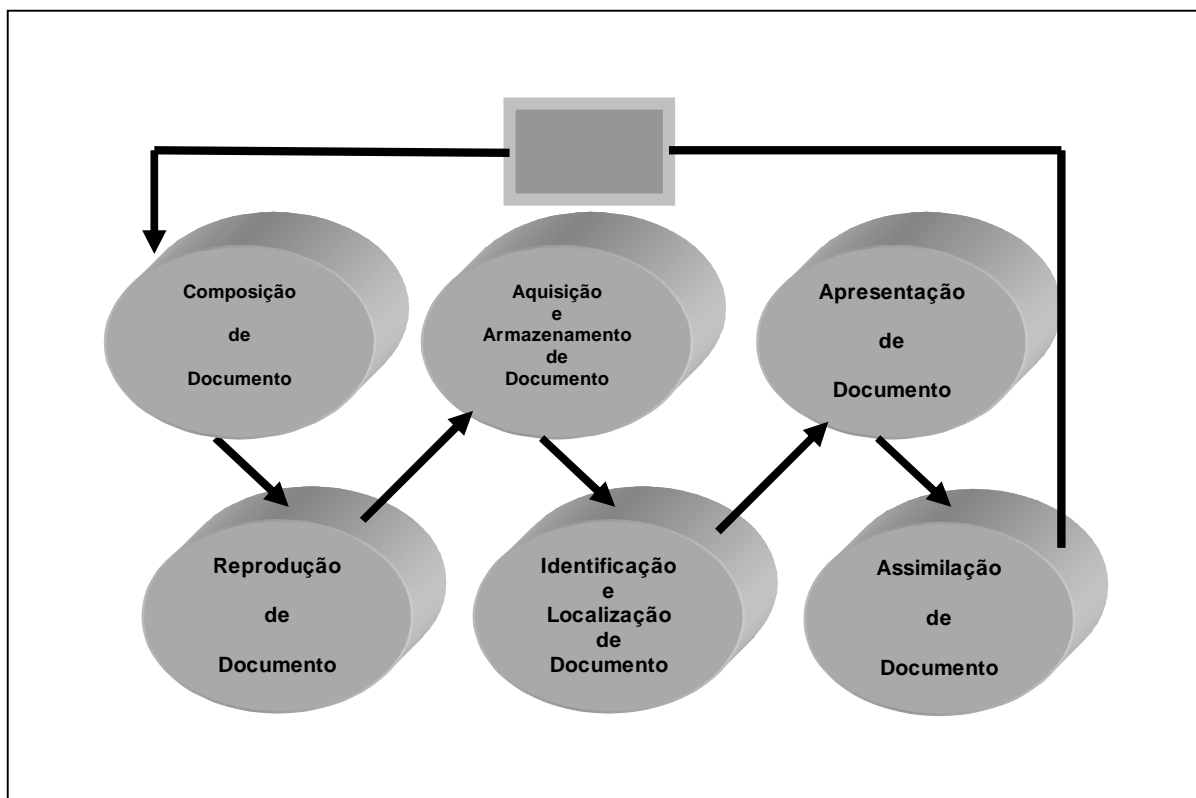 Composição
de
Documento
Aquisição
e
Armazenamento
de
Documento
Apresentação
de
Documento
Reprodução
de
Documento
Identificação
e
Localização
de
Documento
Assimilação
de
Documento